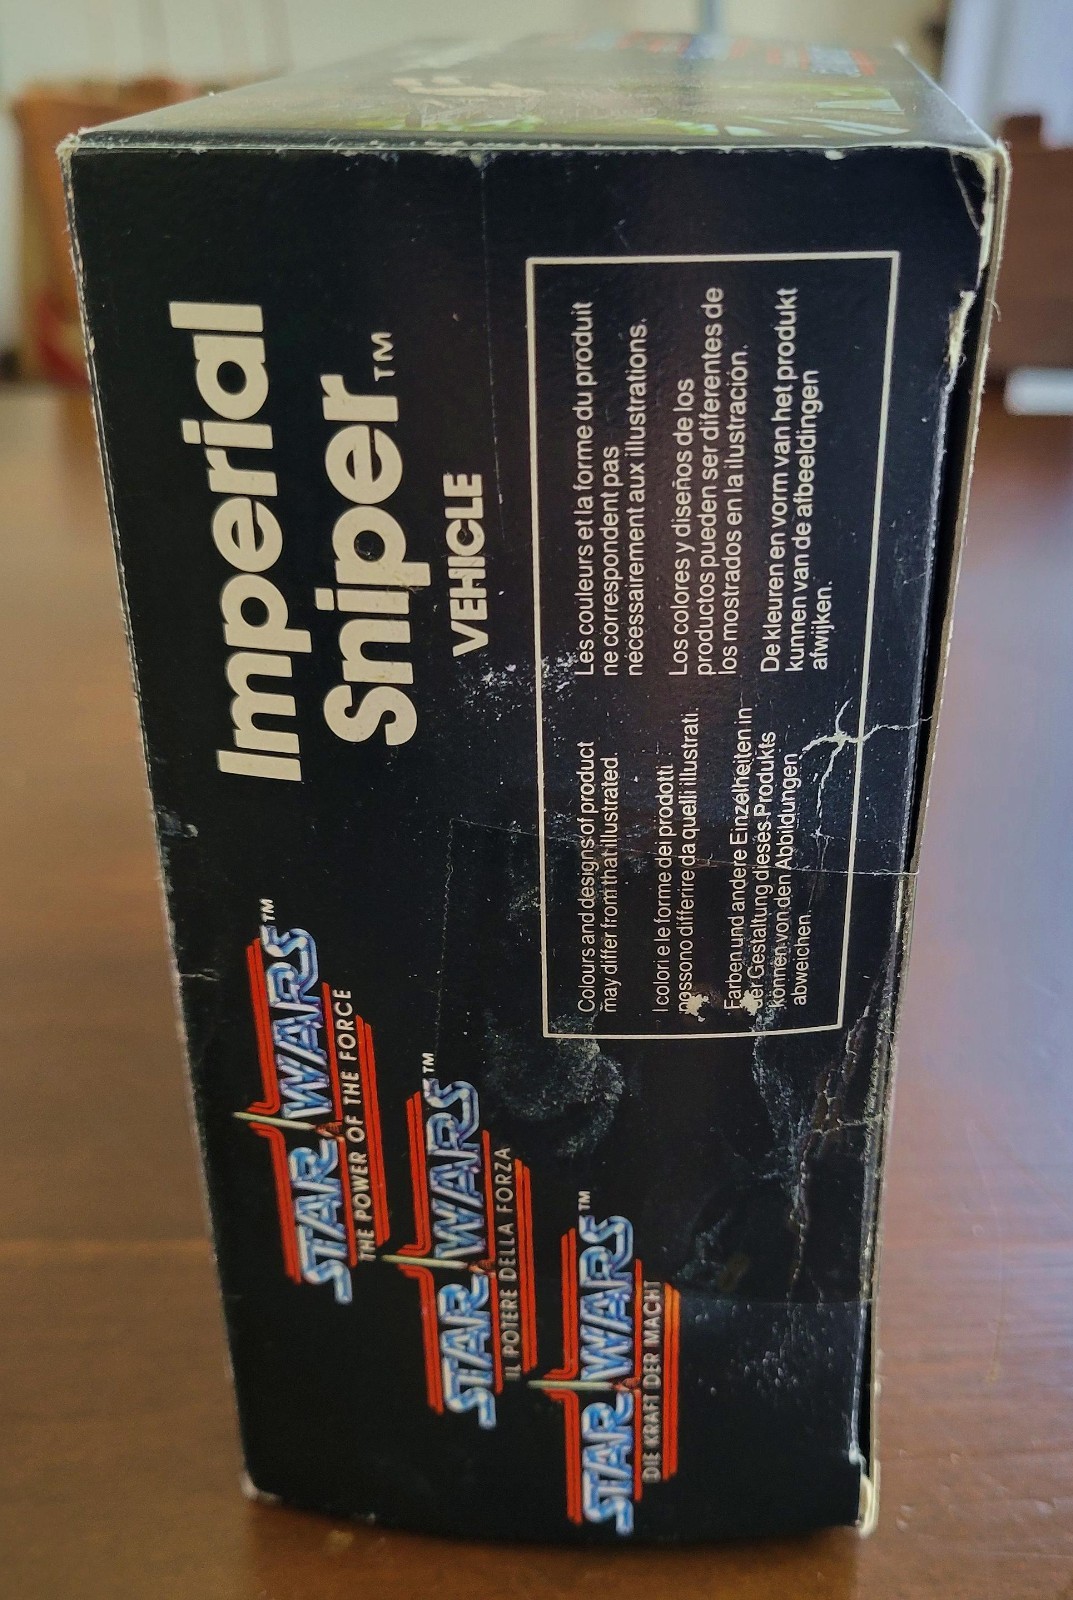 STAR WARS™
THE POWER OF THE FORCE
STAR WARS™
IL POTERE DELLA FORZA
STAR WARS™
DIE KRAFT DER MACHT
Imperial
Sniper™
VEHICLE
Colours and designs of product
may differ from that illustrated.
I colori e le forme dei prodotti
possono differire da quelli illustrati.
Farben und andere Einzelheiten in
der Gestaltung dieses Produkts
können von den Abbildungen
abweichen.
Les couleurs et la forme du produit
ne correspondent pas
nécessairement aux illustrations.
Los colores y diseños de los
productos pueden ser diferentes de
los mostrados en la ilustración.
De kleuren en vorm van het produkt
kunnen van de afbeeldingen
afwijken.